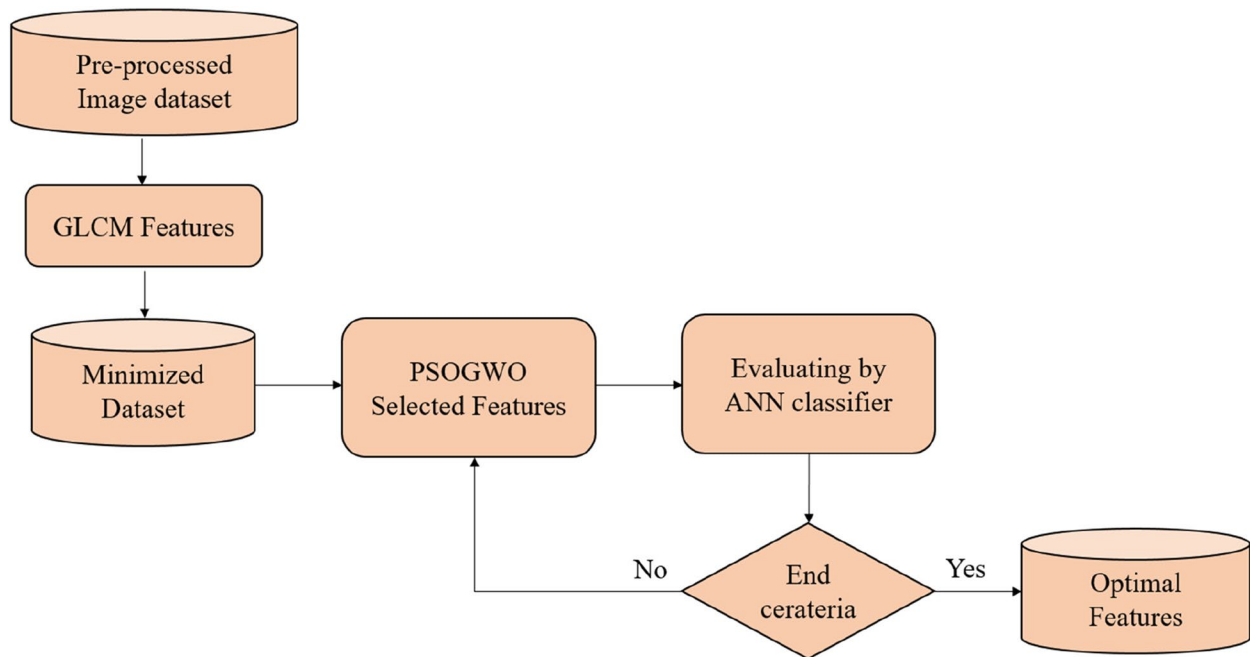 Pre-processed
Image dataset
GLCM Features
Minimized
Dataset
PSOGWO
Selected Features
Evaluating by
ANN classifier
No
End
cerateria
Yes
Optimal
Features